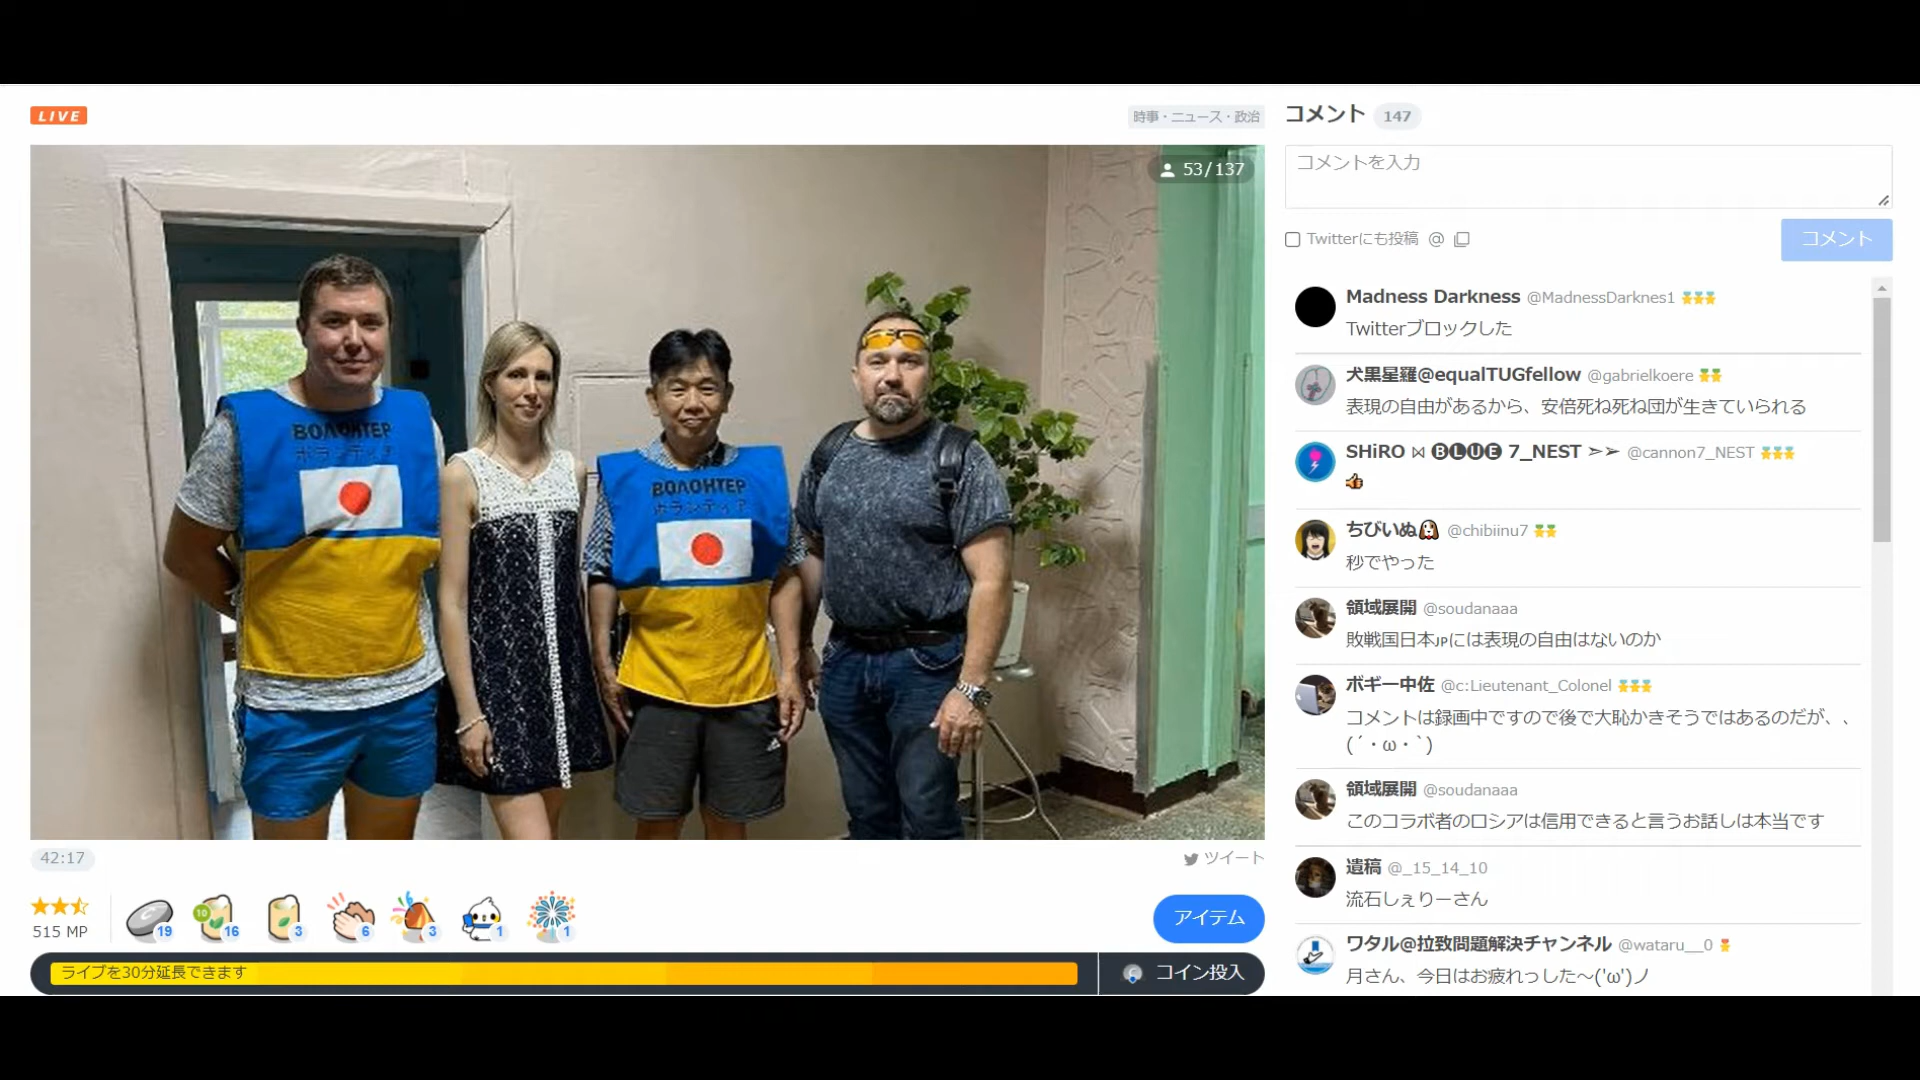 LIVE
時事・ニュース・政治
53/137
ВОЛОНТЕР
ボランティア
ВОЛОНТЕР
ボランティア
42:17
ツイート
515 MP
19
10
16
3
6
3
1
1
アイテム
ライブを30分延長できます
コイン投入
コメント 147
コメントを入力
Twitterにも投稿 @
コメント
Madness Darkness @MadnessDarknes1
Twitterブロックした
犬黒星羅@equalTUGfellow @gabrielkoere
表現の自由があるから、安倍死ね死ね団が生きていられる
SHiRO ⋈ 🅑🅛🅤🅔 7_NEST ➣➢ @cannon7_NEST
👍
ちびいぬ🐶 @chibiinu7
秒でやった
領域展開 @soudanaaa
敗戦国日本🇯🇵には表現の自由はないのか
ボギー中佐 @c:Lieutenant_Colonel
コメントは録画中ですので後で大恥かきそうではあるのだが、、
(´・ω・`)
領域展開 @soudanaaa
このコラボ者のロシアは信用できると言うお話しは本当です
遺稿 @_15_14_10
流石しぇりーさん
ワタル@拉致問題解決チャンネル @wataru__0
月さん、今日はお疲れっした～('ω')ノ